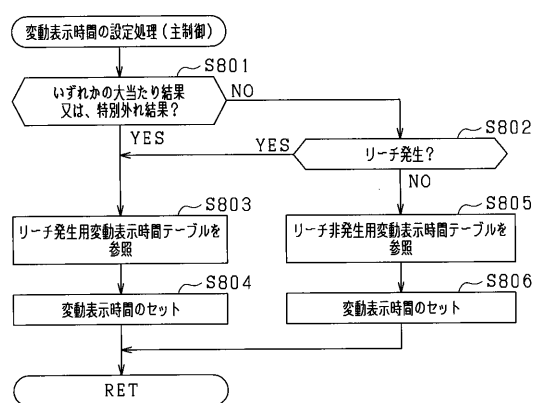 変動表示時間の設定処理(主制御)
S801
いずれかの大当たり結果
又は、特別外れ結果?
NO
YES
S802
リーチ発生?
YES
NO
S803
リーチ発生用変動表示時間テーブルを
参照
S805
リーチ非発生用変動表示時間テーブルを
参照
S804
変動表示時間のセット
S806
変動表示時間のセット
RET